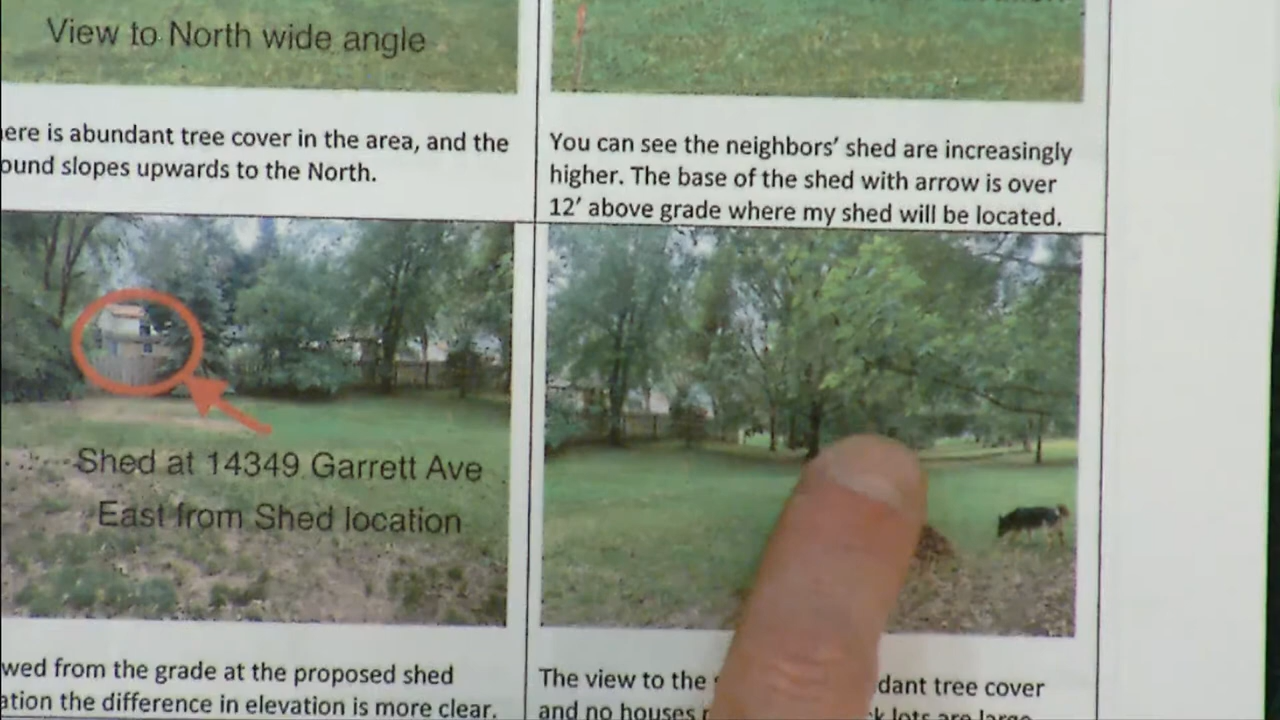 View to North wide angle
ere is abundant tree cover in the area, and the
ound slopes upwards to the North.
You can see the neighbors' shed are increasingly
higher. The base of the shed with arrow is over
12' above grade where my shed will be located.
Shed at 14349 Garrett Ave
East from Shed location
wed from the grade at the proposed shed
ation the difference in elevation is more clear.
The view to the
dant tree cover
and no houses
lots are large